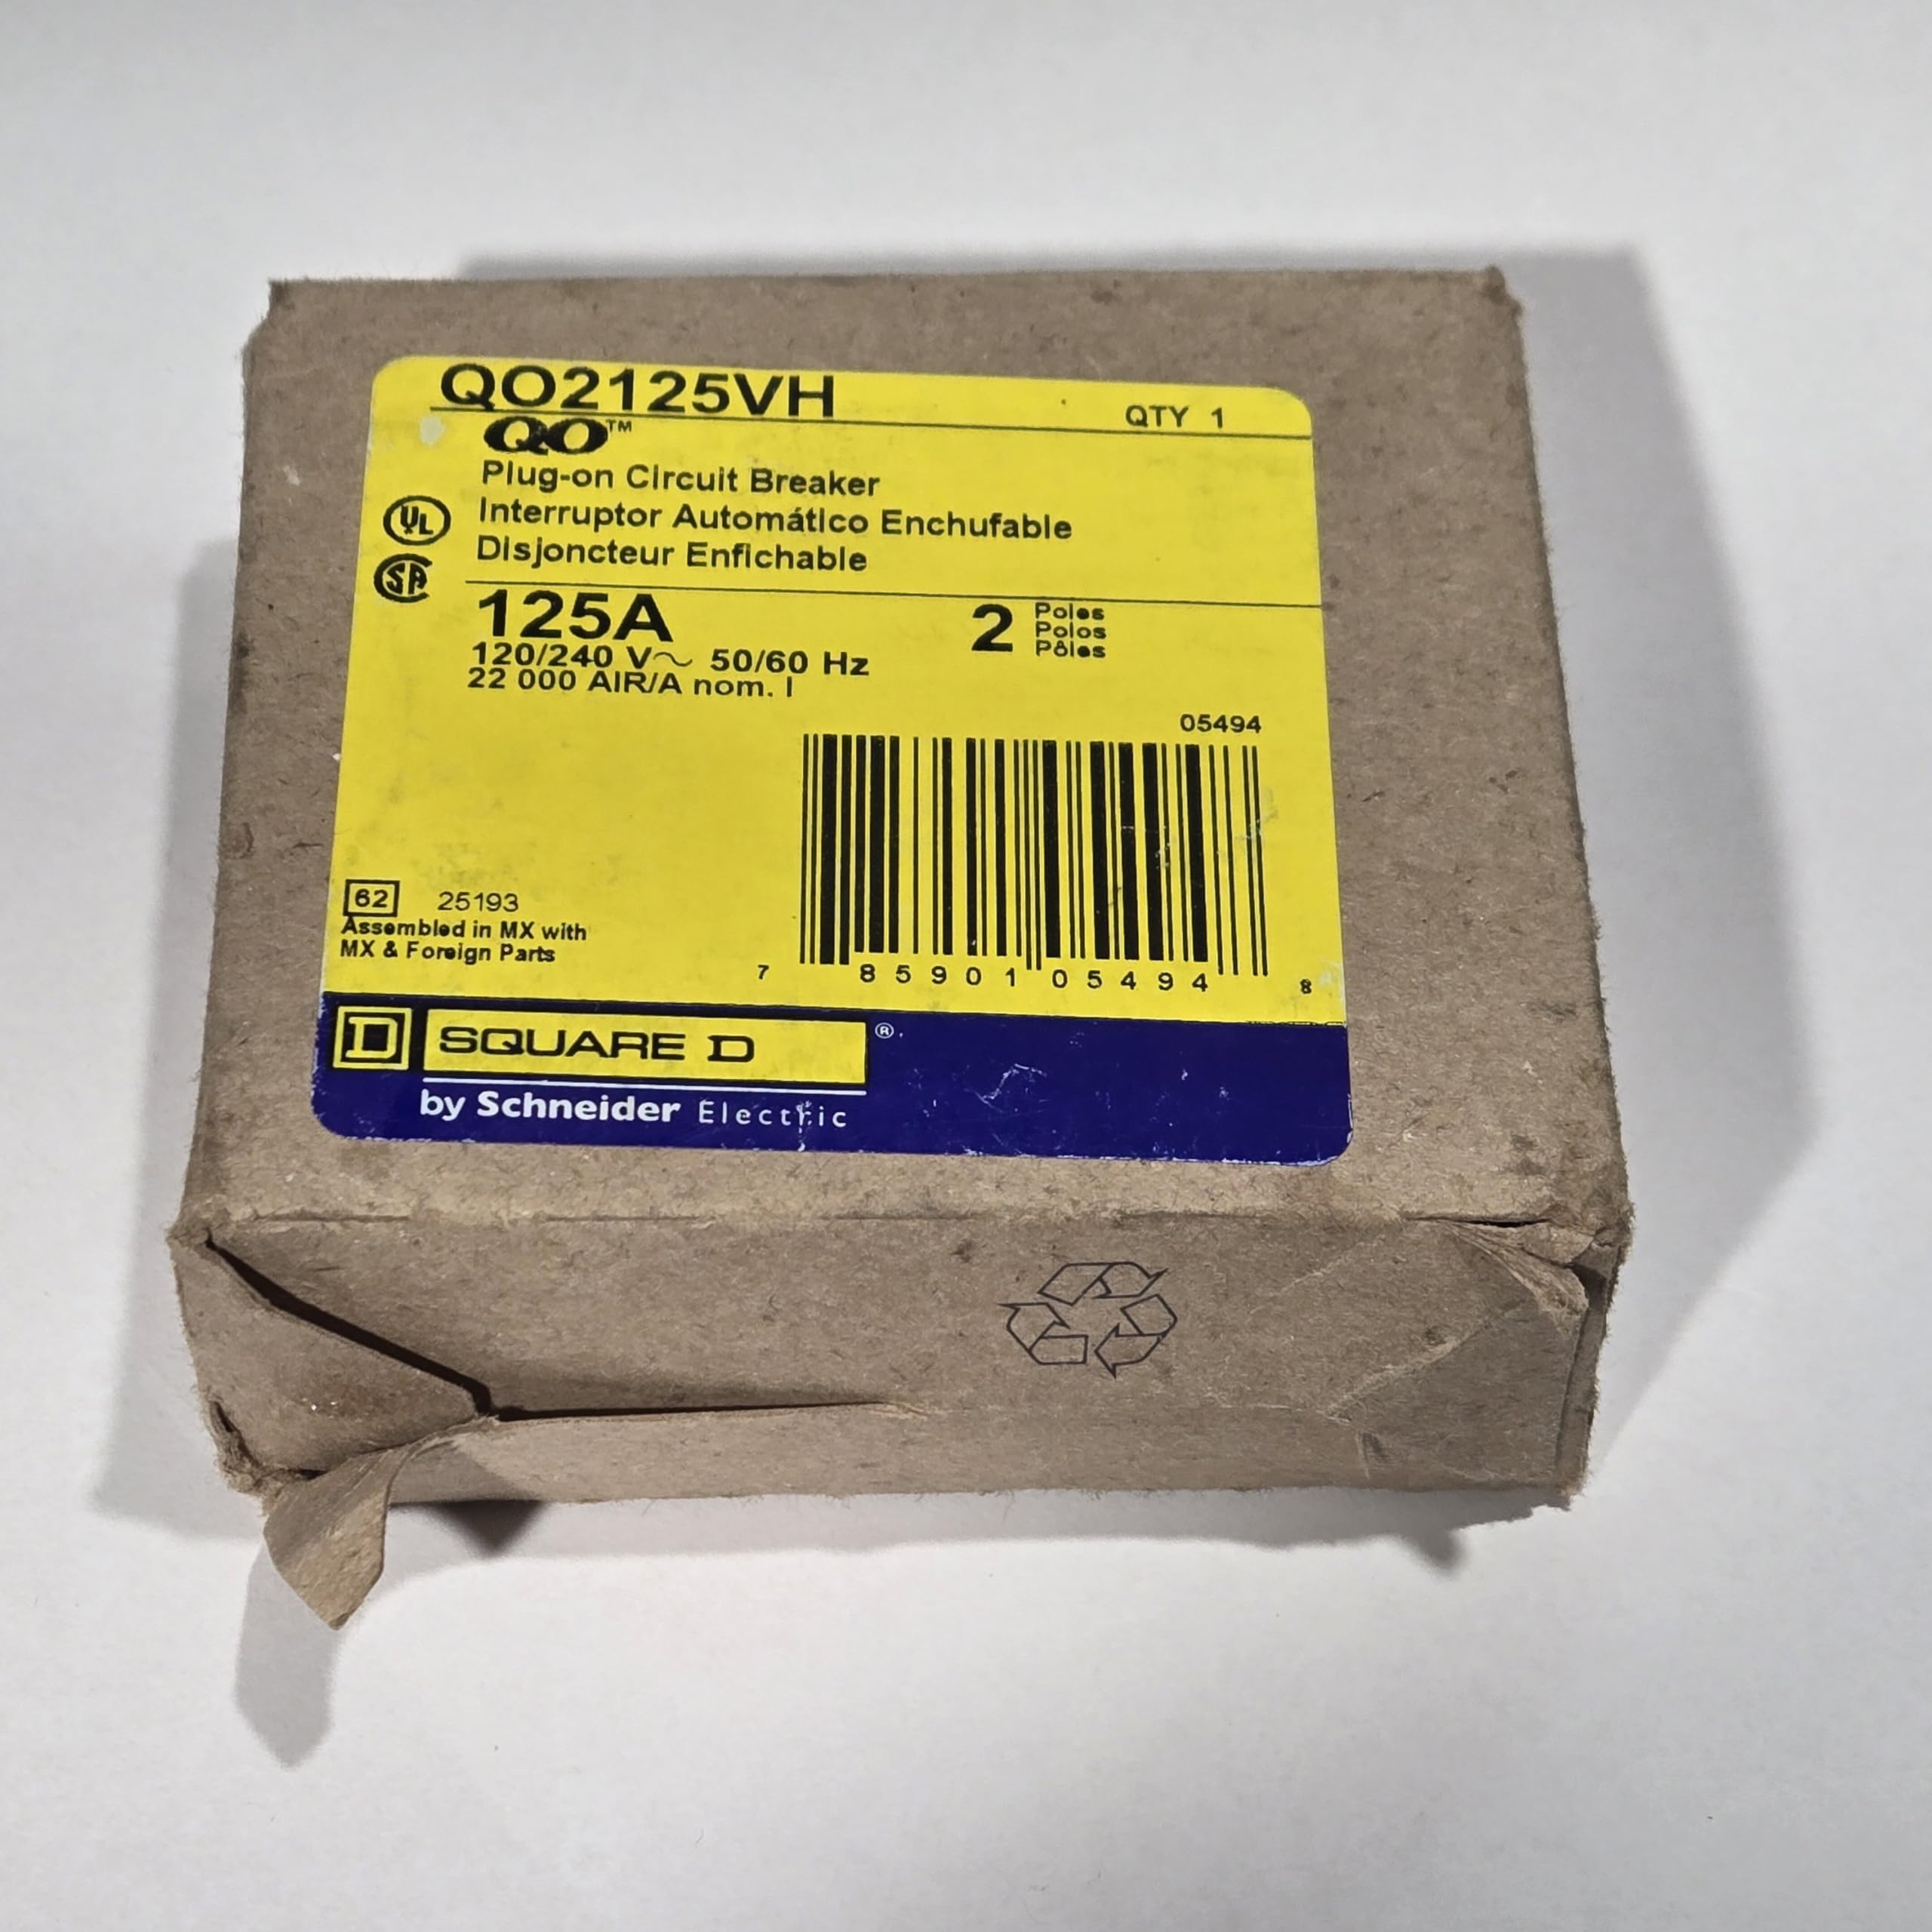 QO2125VH
QTY 1
QO™
Plug-on Circuit Breaker
Interruptor Automático Enchufable
Disjoncteur Enfichable
UL
SA
125A
2
Poles
Polos
Pôles
120/240 V~ 50/60 Hz
22 000 AIR/A nom. I
05494
62 25193
Assembled in MX with
MX & Foreign Parts
7 85901 05494 8
D SQUARE D ®
by Schneider Electric